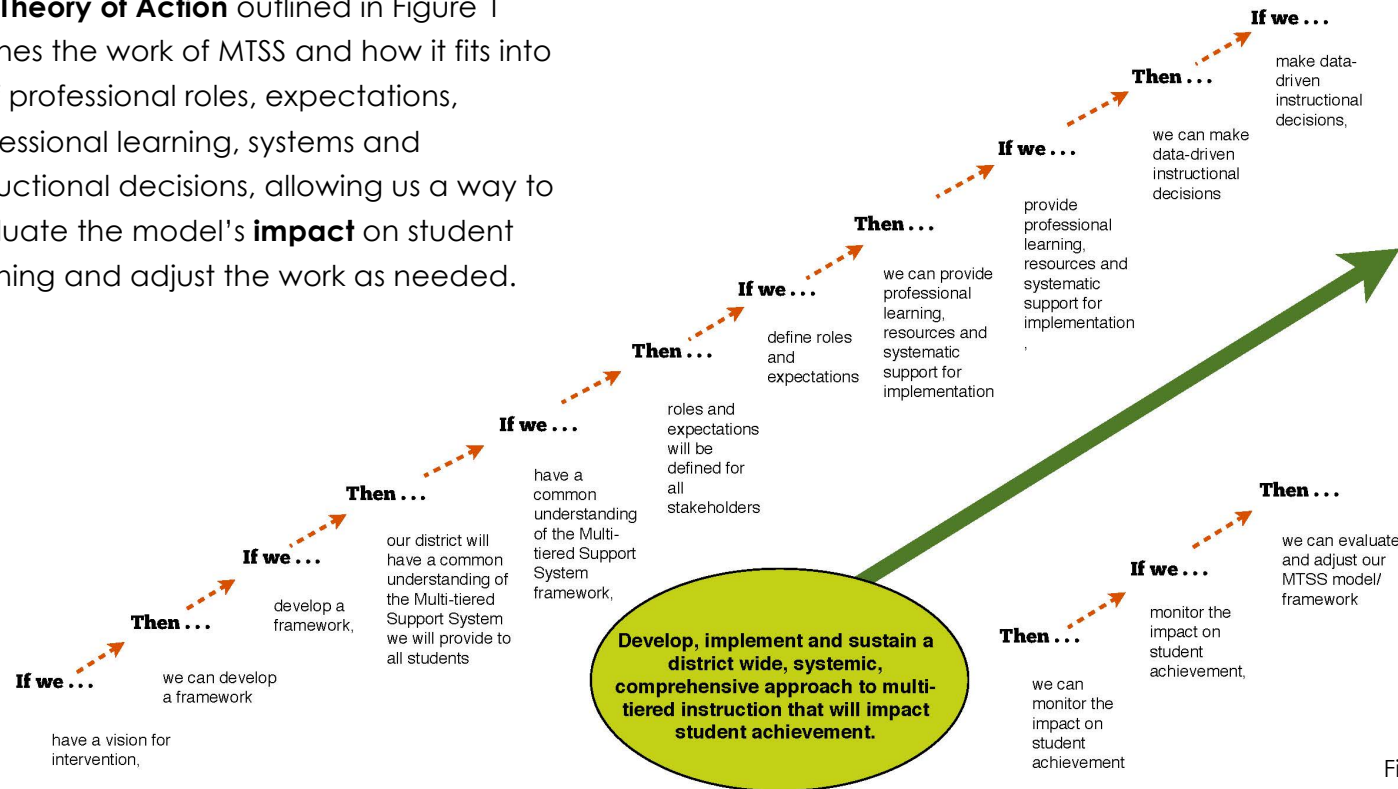 Theory of Action outlined in Figure 1
the work of MTSS and how it fits into
professional roles, expectations,
systems and
decisions, allowing us a way to
the model's impact on student
and adjust the work as needed.
If we ...
have a vision for
intervention,
Then ...
we can develop
a framework
If we ...
develop a
framework,
Then ...
our district will
have a common
understanding of
the Multi-tiered
Support System
we will provide to
all students
If we ...
have a
common
understanding
of the Multi-
tiered Support
System
framework,
Then ...
roles and
expectations
will be
defined for
all
stakeholders
If we ...
define roles
and
expectations
Then ...
we can provide
professional
learning,
resources and
systematic
support for
implementation
If we ...
provide
professional
learning,
resources and
systematic
support for
implementation
,
Then ...
we can make
data-driven
instructional
decisions
If we ...
make data-
driven
instructional
decisions,
Then ...
we can
monitor the
impact on
student
achievement
If we ...
monitor the
impact on
student
achievement,
Then ...
we can evaluate
and adjust our
MTSS model/
framework
Develop, implement and sustain a
district wide, systemic,
comprehensive approach to multi-
tiered instruction that will impact
student achievement.